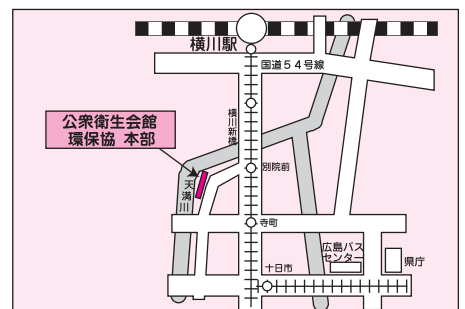 横川駅
国道54号線
横川新橋
公衆衛生会館
環保協 本部
別院前
天満川
寺町
広島バス
センター
県庁
十日市